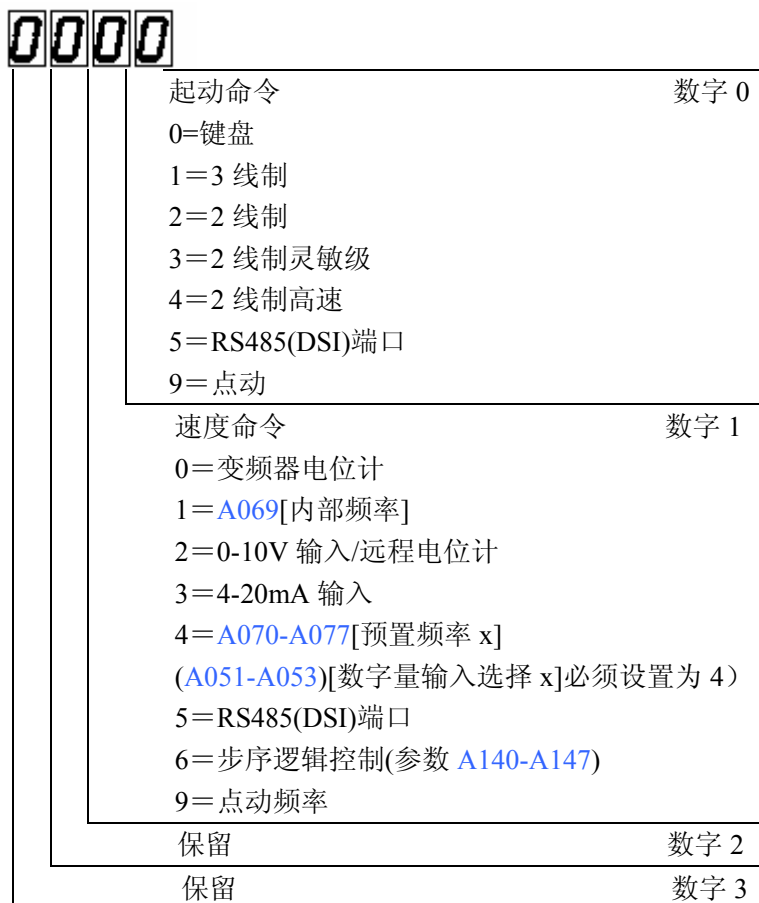 0000
起动命令 数字 0
0=键盘
1＝3 线制
2＝2 线制
3＝2 线制灵敏级
4＝2 线制高速
5＝RS485(DSI)端口
9＝点动
速度命令 数字 1
0＝变频器电位计
1＝A069[内部频率]
2＝0-10V 输入/远程电位计
3＝4-20mA 输入
4＝A070-A077[预置频率 x]
(A051-A053)[数字量输入选择 x]必须设置为 4）
5＝RS485(DSI)端口
6＝步序逻辑控制(参数 A140-A147)
9＝点动频率
保留 数字 2
保留 数字 3